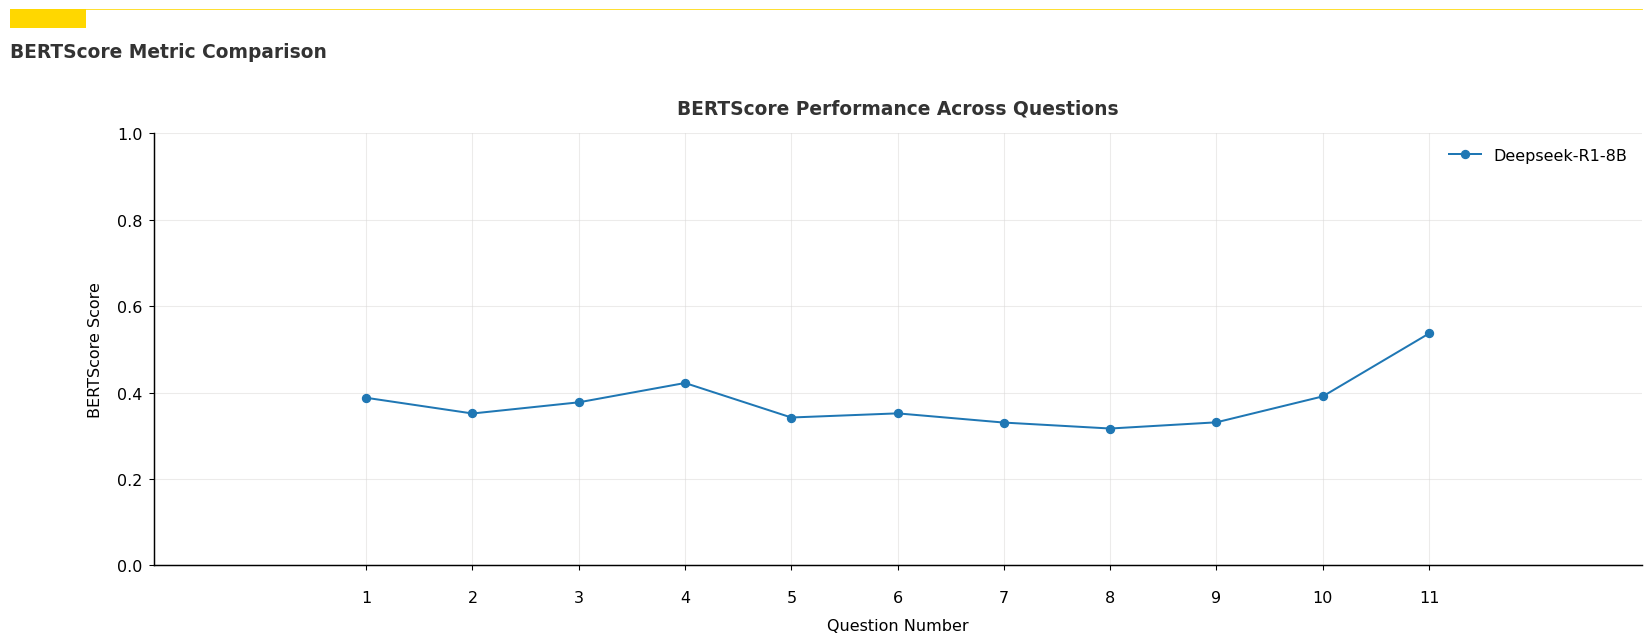 BERTScore Metric Comparison
BERTScore Performance Across Questions
Deepseek-R1-8B
1.0
0.8
0.6
0.4
0.2
0.0
BERTScore Score
1 2 3 4 5 6 7 8 9 10 11
Question Number